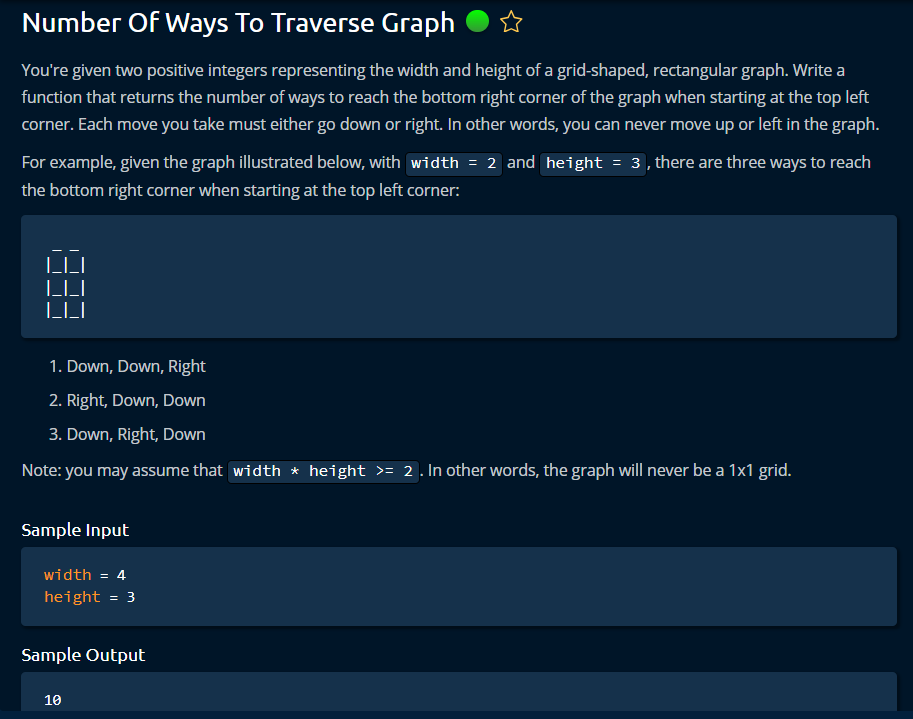 Number Of Ways To Traverse Graph
You're given two positive integers representing the width and height of a grid-shaped, rectangular graph. Write a
function that returns the number of ways to reach the bottom right corner of the graph when starting at the top left
corner. Each move you take must either go down or right. In other words, you can never move up or left in the graph.
For example, given the graph illustrated below, with width = 2 and height = 3, there are three ways to reach
the bottom right corner when starting at the top left corner:
 _ _
|_|_|
|_|_|
|_|_|
1. Down, Down, Right
2. Right, Down, Down
3. Down, Right, Down
Note: you may assume that width * height >= 2. In other words, the graph will never be a 1x1 grid.
Sample Input
width = 4
height = 3
Sample Output
10